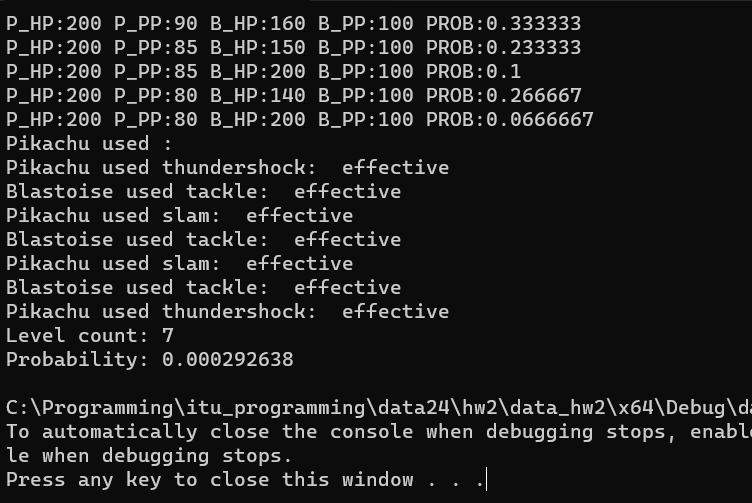 P_HP:200 P_PP:90 B_HP:160 B_PP:100 PROB:0.333333
P_HP:200 P_PP:85 B_HP:150 B_PP:100 PROB:0.233333
P_HP:200 P_PP:85 B_HP:200 B_PP:100 PROB:0.1
P_HP:200 P_PP:80 B_HP:140 B_PP:100 PROB:0.266667
P_HP:200 P_PP:80 B_HP:200 B_PP:100 PROB:0.0666667
Pikachu used :
Pikachu used thundershock:  effective
Blastoise used tackle:  effective
Pikachu used slam:  effective
Blastoise used tackle:  effective
Pikachu used slam:  effective
Blastoise used tackle:  effective
Pikachu used thundershock:  effective
Level count: 7
Probability: 0.000292638
C:\Programming\itu_programming\data24\hw2\data_hw2\x64\Debug\da
To automatically close the console when debugging stops, enable
le when debugging stops.
Press any key to close this window . . .